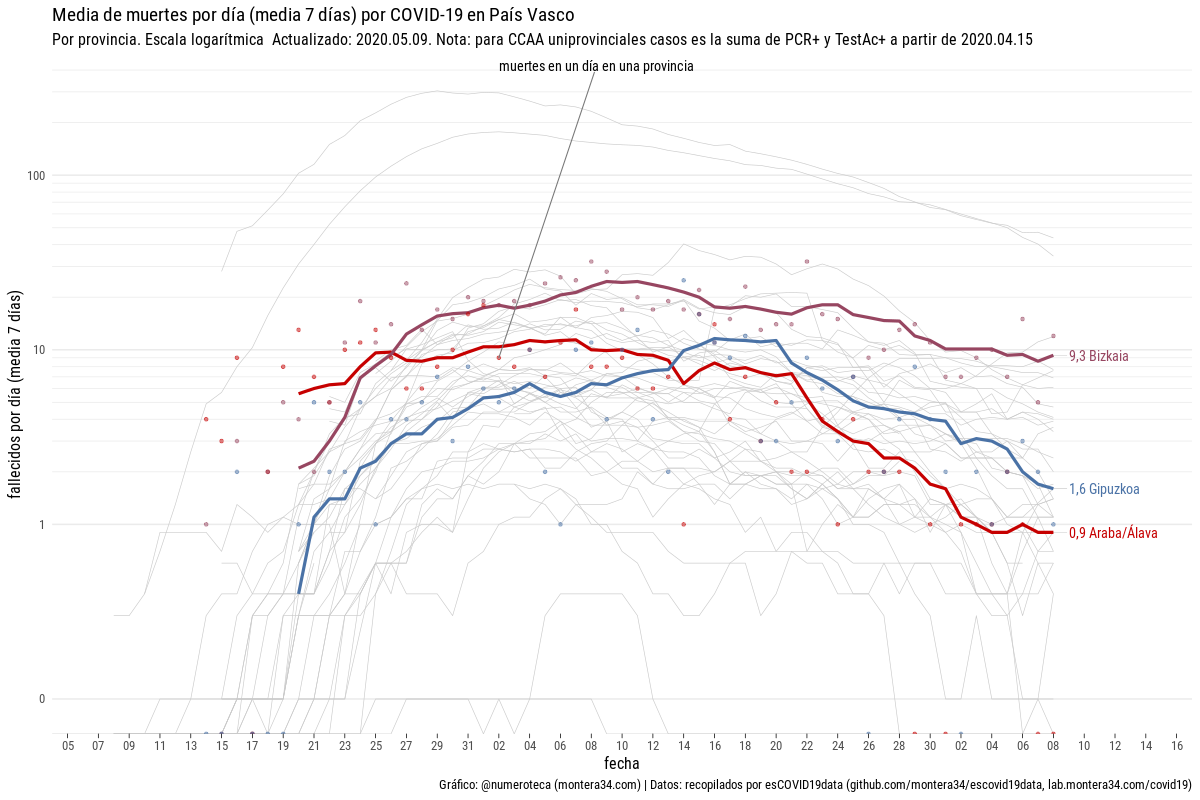 Media de muertes por día (media 7 días) por COVID-19 en País Vasco
Por provincia. Escala logarítmica  Actualizado: 2020.05.09. Nota: para CCAA uniprovinciales casos es la suma de PCR+ y TestAc+ a partir de 2020.04.15
muertes en un día en una provincia
fallecidos por día (media  7 días)
100
10
1
0
9,3 Bizkaia
1,6 Gipuzkoa
0,9 Araba/Álava
05 07 09 11 13 15 17 19 21 23 25 27 29 31 02 04 06 08 10 12 14 16 18 20 22 24 26 28 30 02 04 06 08 10 12 14 16
fecha
Gráfico: @numeroteca (montera34.com) | Datos: recopilados por esCOVID19data (github.com/montera34/escovid19data, lab.montera34.com/covid19)